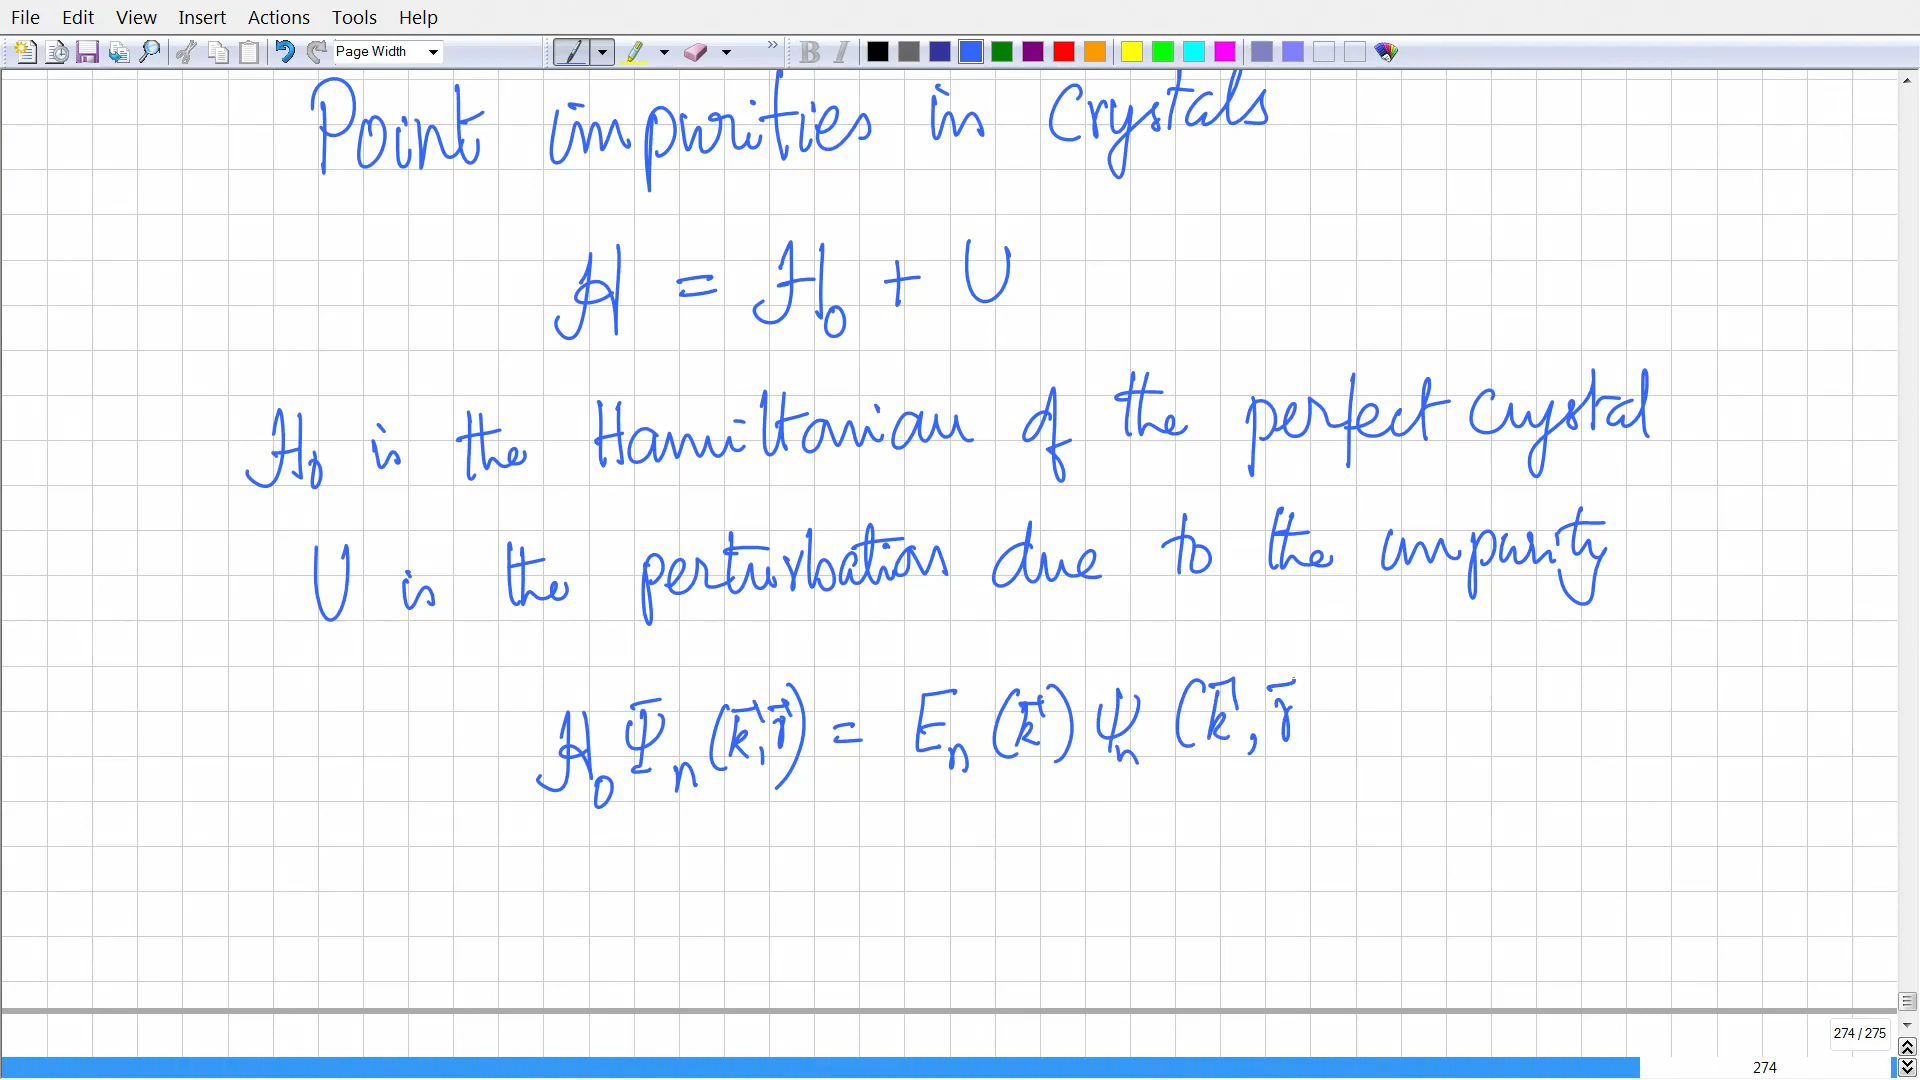 File Edit View Insert Actions Tools Help
Page Width B I
Point impurities in Crystals
H = H₀ + U
H₀ is the Hamiltonian of the perfect crystal
U is the perturbation due to the impurity
H₀ Ψₙ (k⃗, r⃗) = Eₙ (k⃗) ψₙ (k⃗, r
274 / 275
274